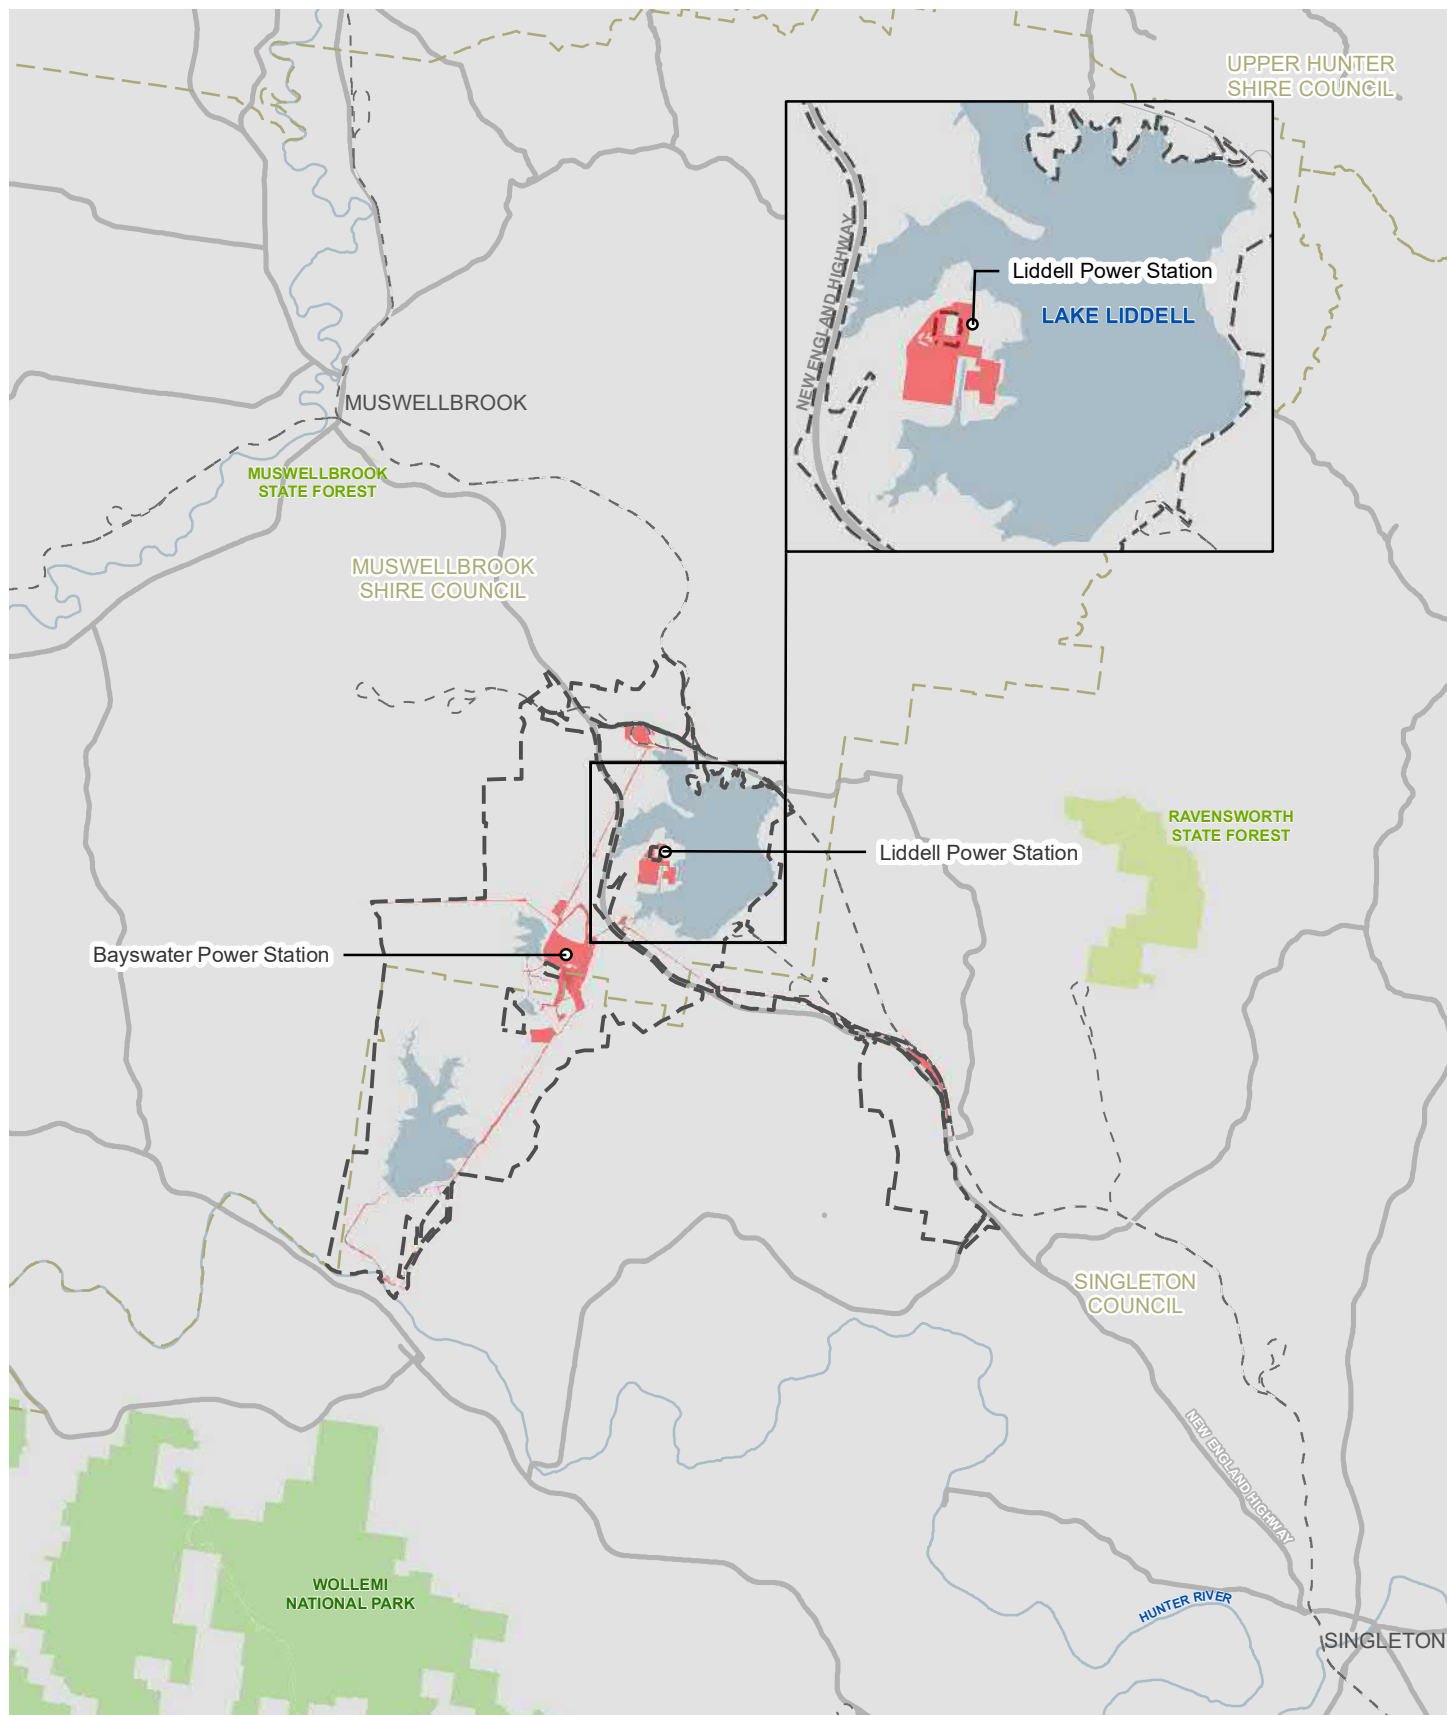 UPPER HUNTER
SHIRE COUNCIL
NEW ENGLAND HIGHWAY
Liddell Power Station
LAKE LIDDELL
MUSWELLBROOK
MUSWELLBROOK
STATE FOREST
MUSWELLBROOK
SHIRE COUNCIL
RAVENSWORTH
STATE FOREST
Liddell Power Station
Bayswater Power Station
SINGLETON
COUNCIL
NEW ENGLAND HIGHWAY
WOLLEMI
NATIONAL PARK
HUNTER RIVER
SINGLETON